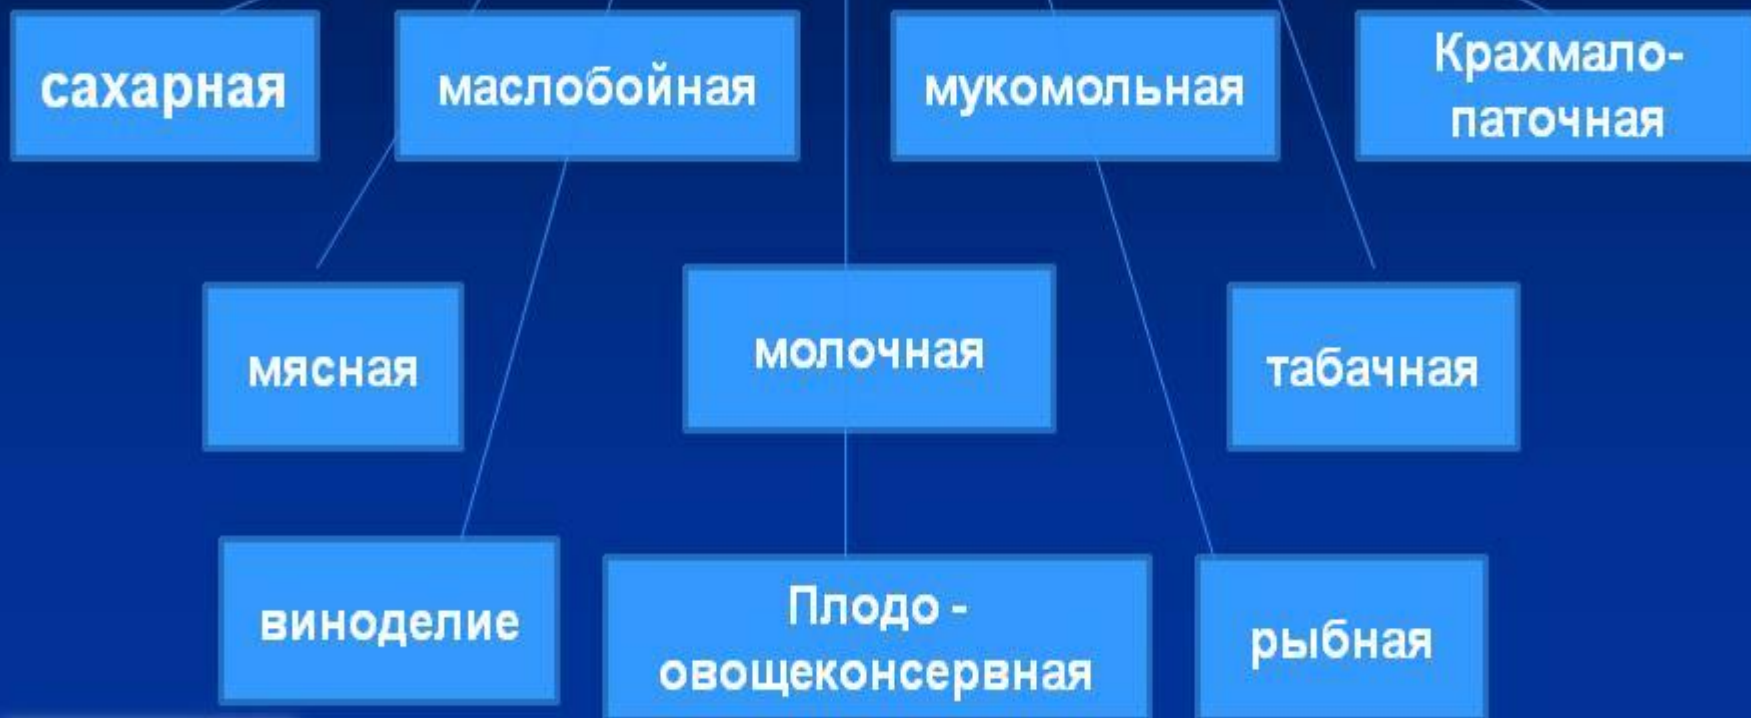 сахарная
маслобойная
мукомольная
Крахмало-
паточная
мясная
молочная
табачная
виноделие
Плодо -
овощеконсервная
рыбная